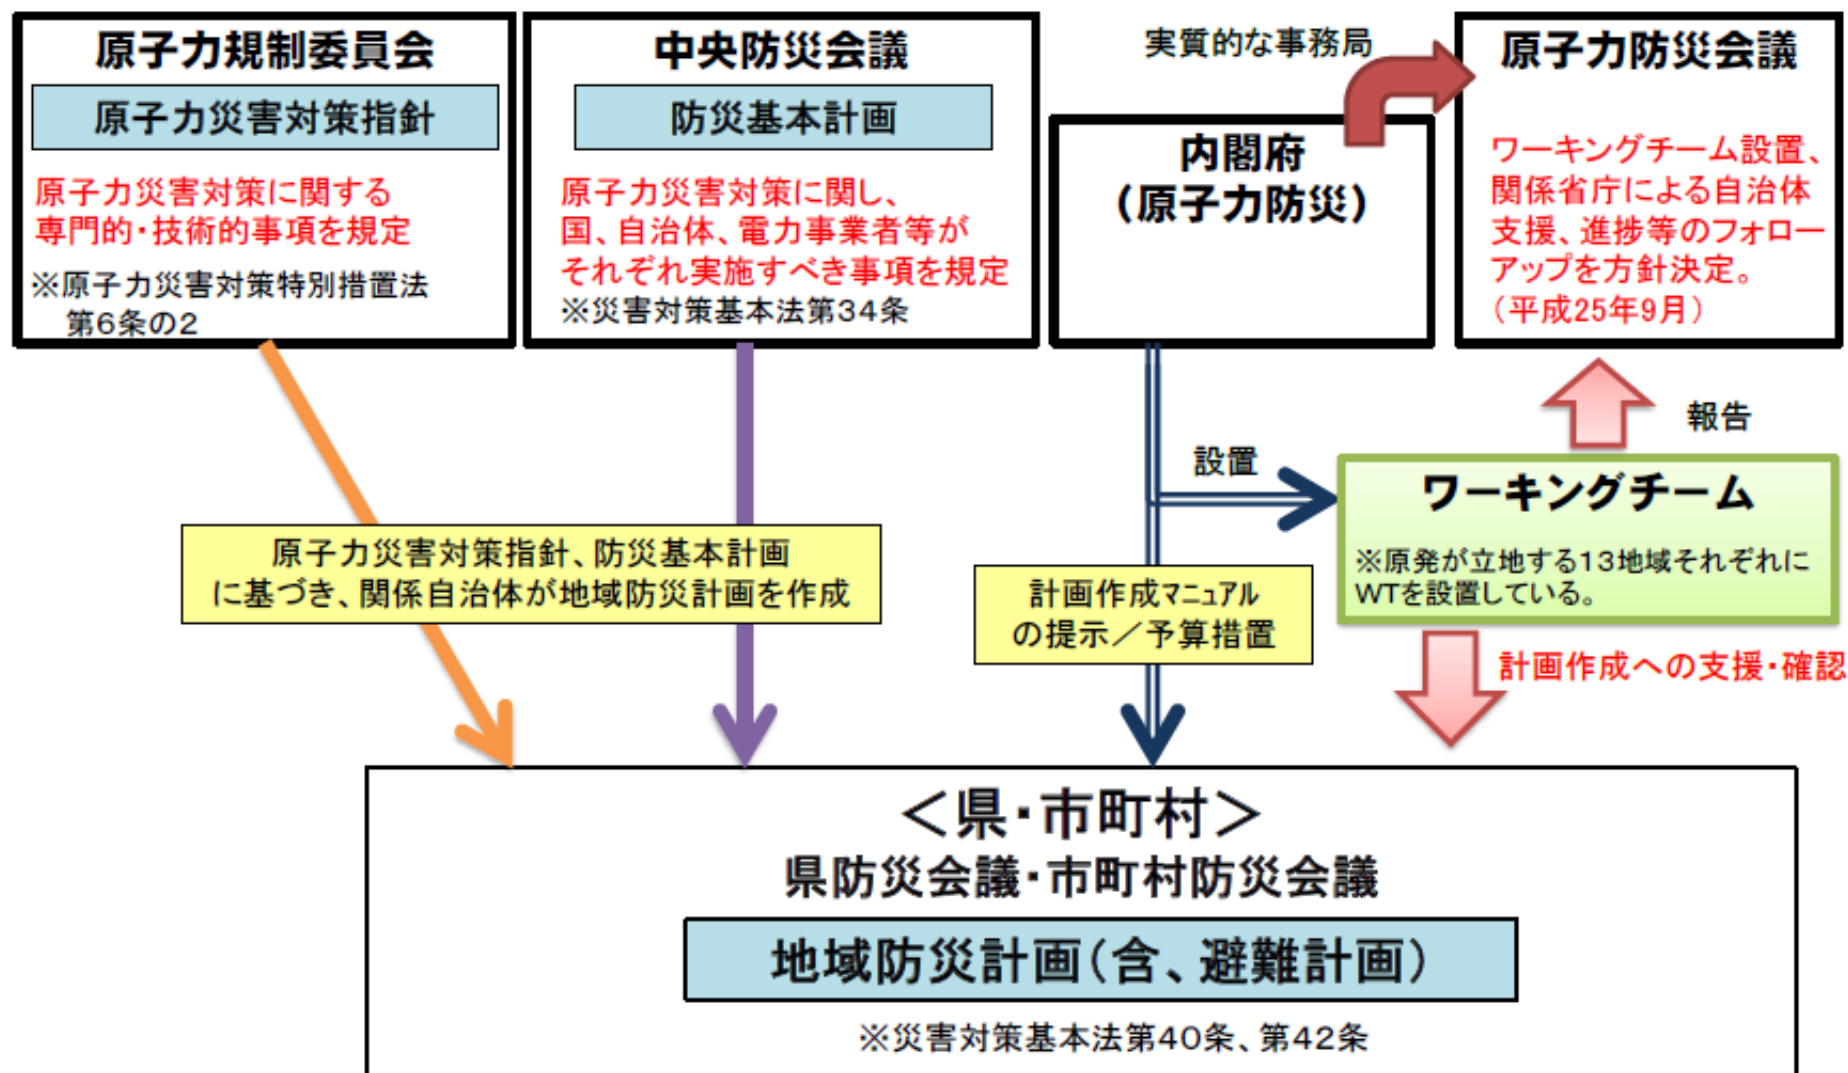 原子力規制委員会
原子力災害対策指針
原子力災害対策に関する
専門的・技術的事項を規定
※原子力災害対策特別措置法
第6条の2
中央防災会議
防災基本計画
原子力災害対策に関し、
国、自治体、電力事業者等が
それぞれ実施すべき事項を規定
※災害対策基本法第34条
実質的な事務局
内閣府
(原子力防災)
原子力防災会議
ワーキングチーム設置、
関係省庁による自治体
支援、進捗等のフォロー
アップを方針決定。
(平成25年9月)
報告
設置
ワーキングチーム
※原発が立地する13地域それぞれに
WTを設置している。
原子力災害対策指針、防災基本計画
に基づき、関係自治体が地域防災計画を作成
計画作成ﾏﾆｭｱﾙ
の提示／予算措置
計画作成への支援・確認
＜県・市町村＞
県防災会議・市町村防災会議
地域防災計画(含、避難計画)
※災害対策基本法第40条、第42条